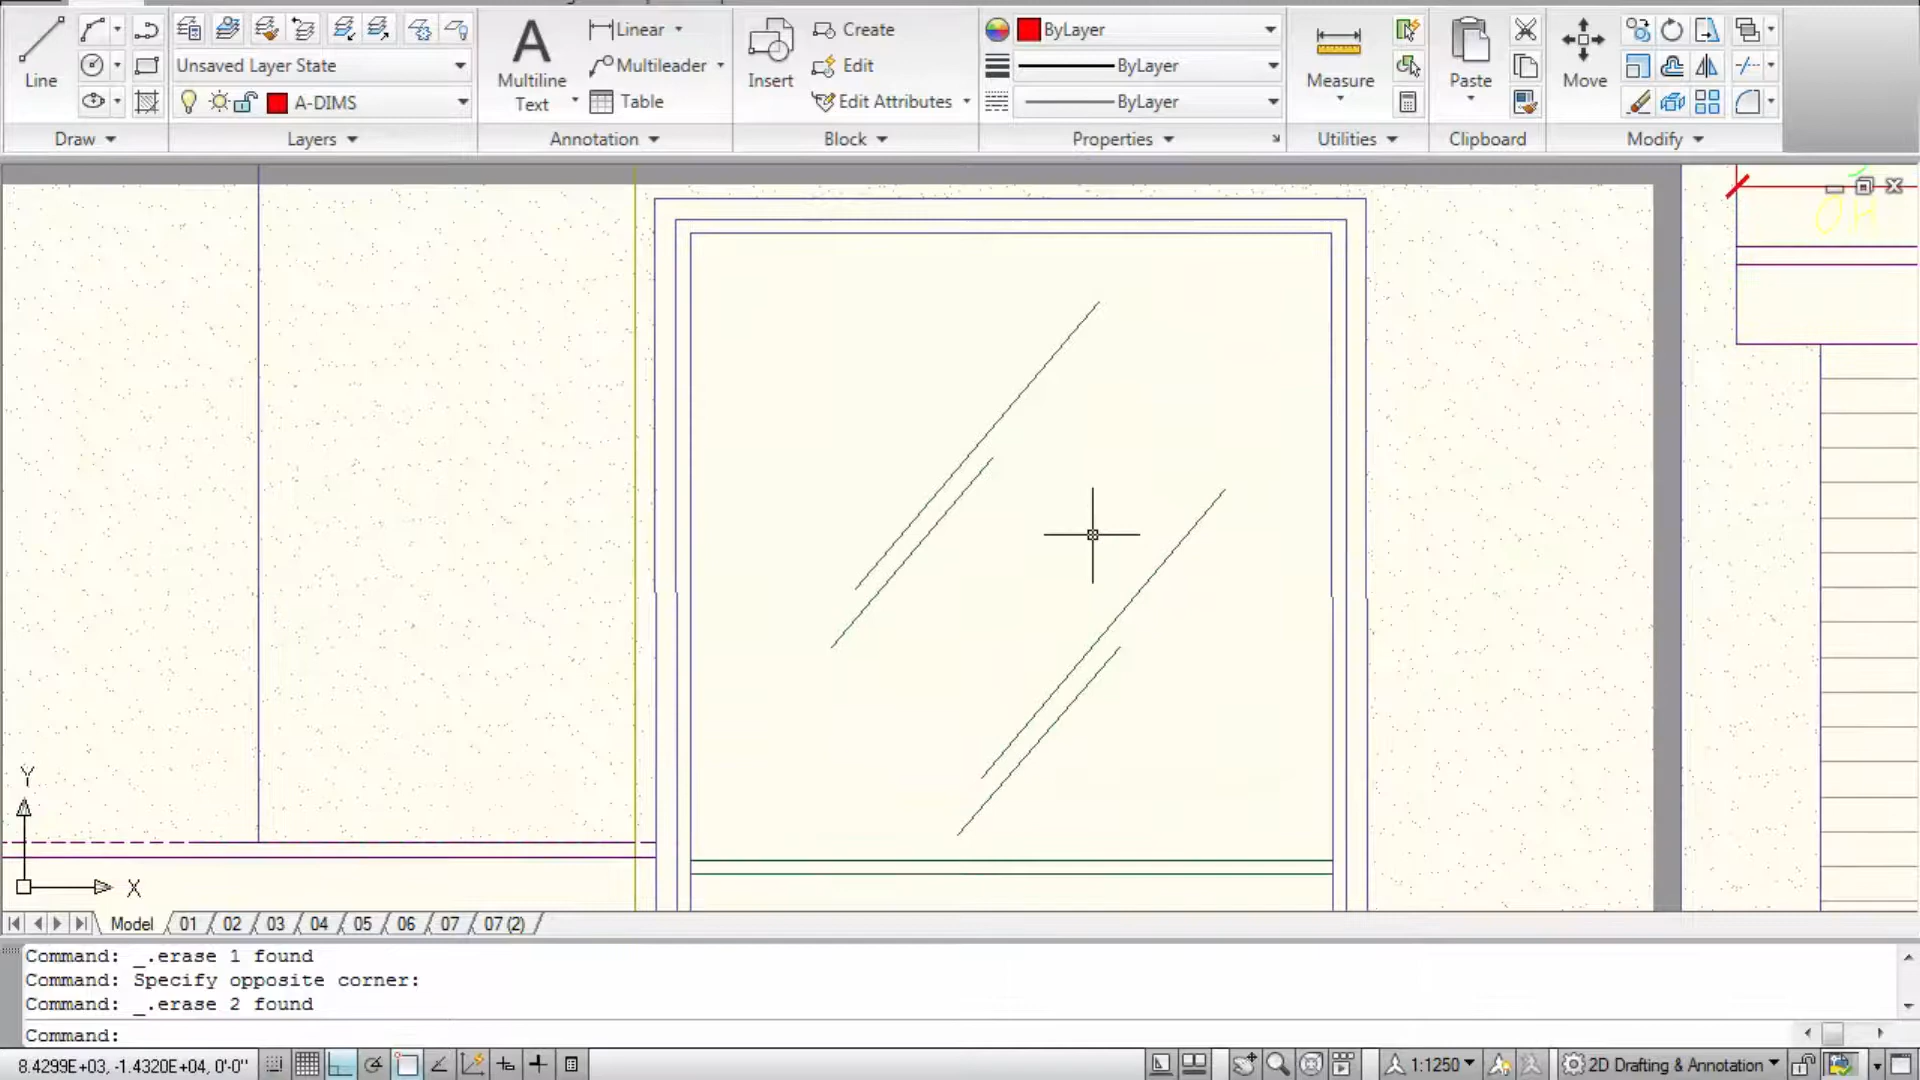 Line
Unsaved Layer State
A-DIMS
Multiline
Text
Linear
Multileader
Table
Insert
Create
Edit
Edit Attributes
ByLayer
ByLayer
ByLayer
Measure
Paste
Move
Draw
Layers
Annotation
Block
Properties
Utilities
Clipboard
Modify
OH
Y
X
Model 01 02 03 04 05 06 07 07 (2)
Command: _.erase 1 found
Command: Specify opposite corner:
Command: _.erase 2 found
Command:
8.4299E+03, -1.4320E+04, 0'-0"
1:1250
2D Drafting & Annotation